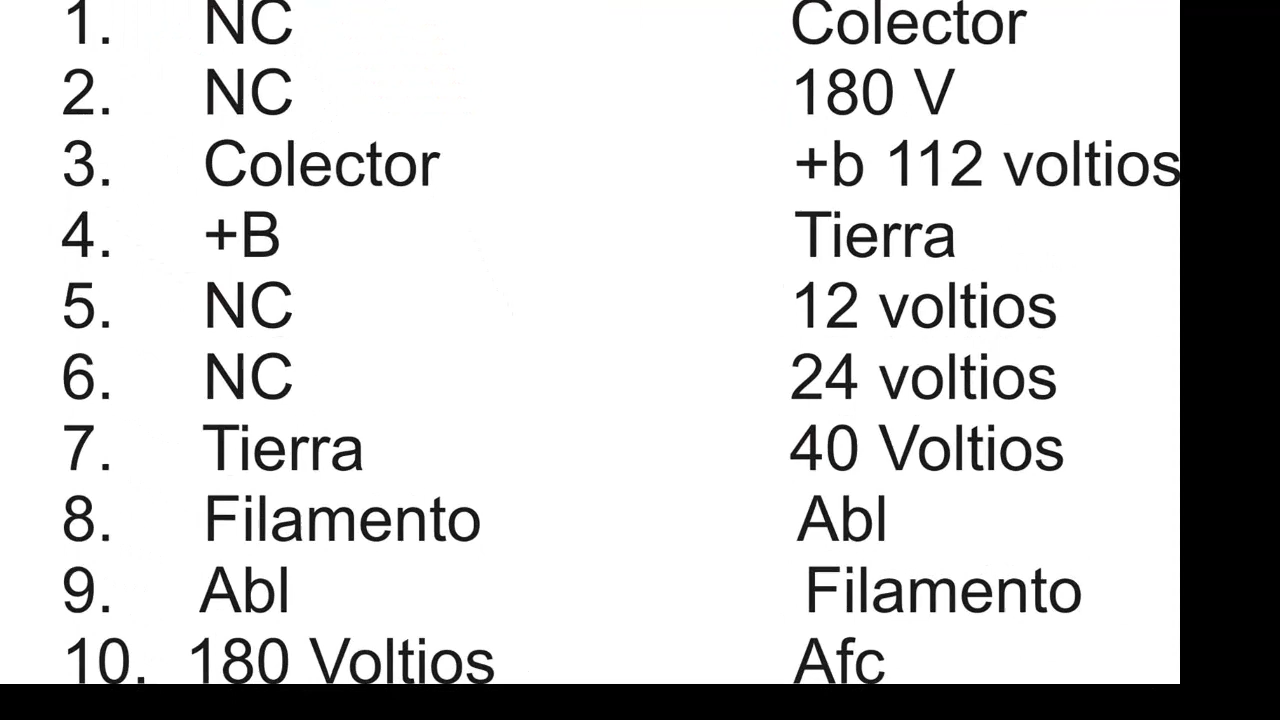 1. NC Colector
2. NC 180 V
3. Colector +b 112 voltios
4. +B Tierra
5. NC 12 voltios
6. NC 24 voltios
7. Tierra 40 Voltios
8. Filamento Abl
9. Abl Filamento
10. 180 Voltios Afc